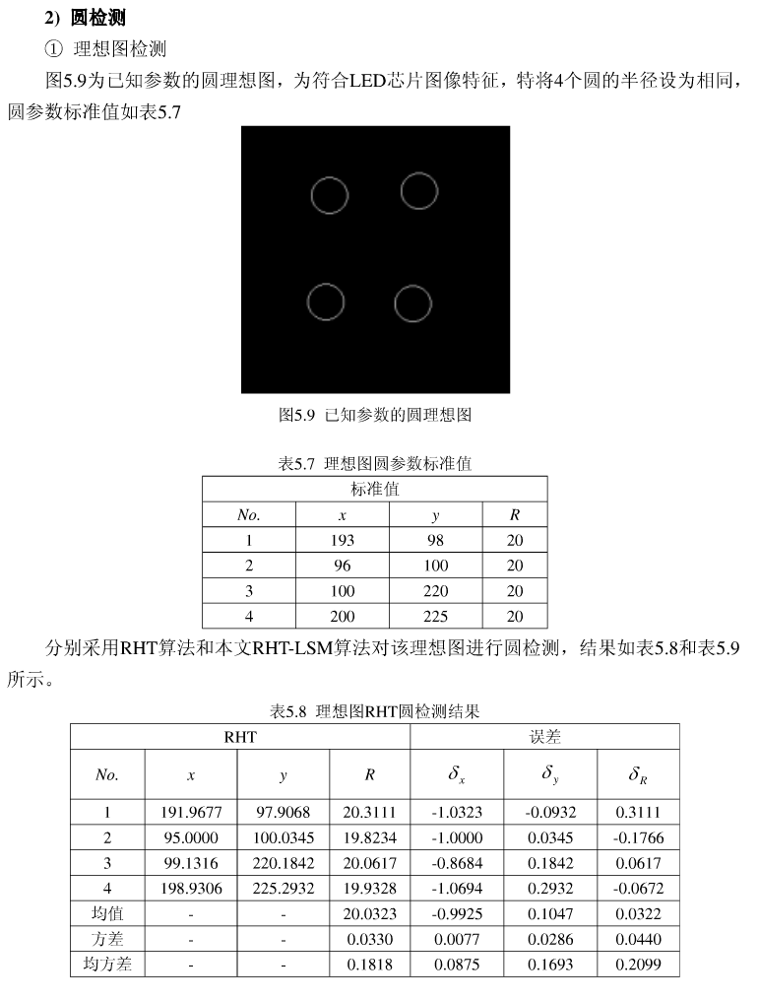 2) 圆检测
① 理想图检测
图5.9为已知参数的圆理想图，为符合LED芯片图像特征，特将4个圆的半径设为相同，
圆参数标准值如表5.7
图5.9 已知参数的圆理想图
表5.7 理想图圆参数标准值
标准值
No. x y R
1 193 98 20
2 96 100 20
3 100 220 20
4 200 225 20
分别采用RHT算法和本文RHT-LSM算法对该理想图进行圆检测，结果如表5.8和表5.9
所示。
表5.8 理想图RHT圆检测结果
RHT 误差
No. x y R δx δy δR
1 191.9677 97.9068 20.3111 -1.0323 -0.0932 0.3111
2 95.0000 100.0345 19.8234 -1.0000 0.0345 -0.1766
3 99.1316 220.1842 20.0617 -0.8684 0.1842 0.0617
4 198.9306 225.2932 19.9328 -1.0694 0.2932 -0.0672
均值 - - 20.0323 -0.9925 0.1047 0.0322
方差 - - 0.0330 0.0077 0.0286 0.0440
均方差 - - 0.1818 0.0875 0.1693 0.2099